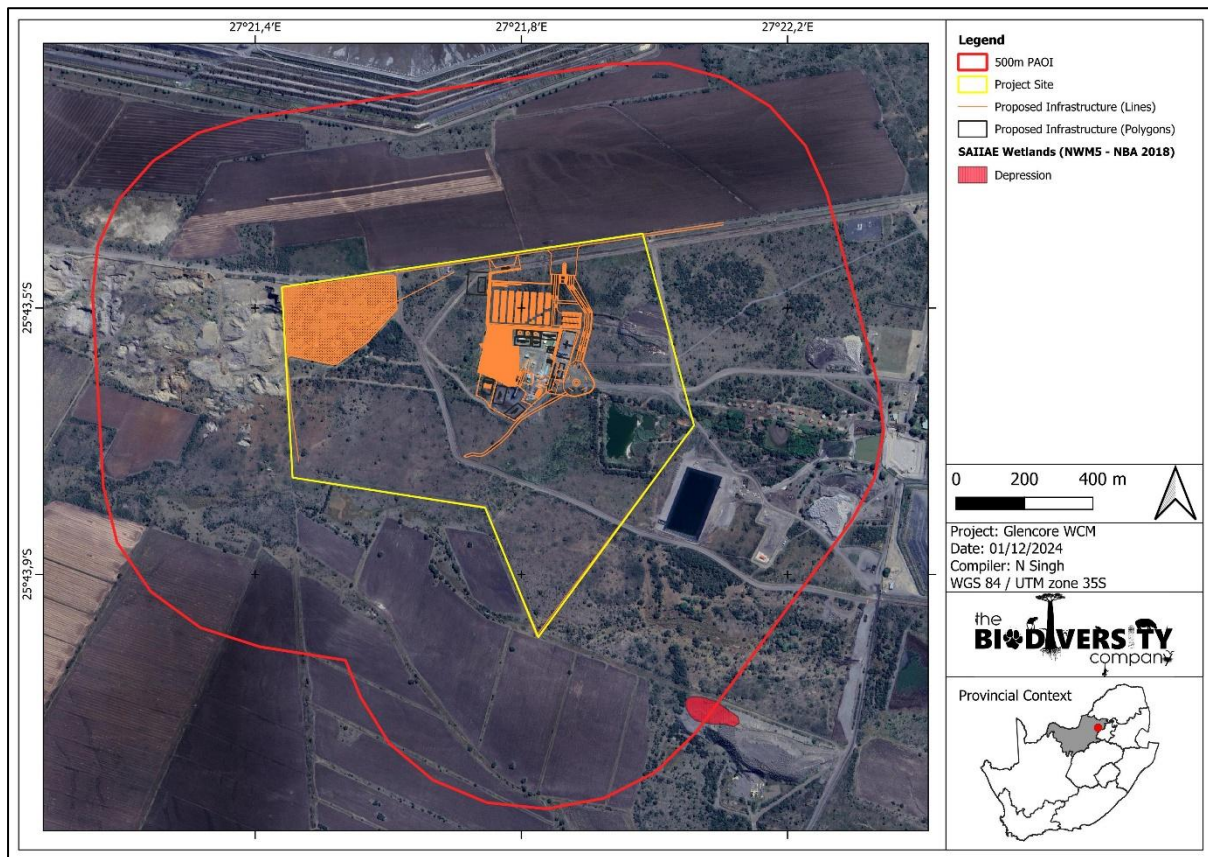 27°21,4'E 27°21,8'E 27°22,2'E
25°43,5'S
25°43,9'S
Legend
500m PAOI
Project Site
Proposed Infrastructure (Lines)
Proposed Infrastructure (Polygons)
SAIIAE Wetlands (NWM5 - NBA 2018)
Depression
0 200 400 m
Project: Glencore WCM
Date: 01/12/2024
Compiler: N Singh
WGS 84 / UTM zone 35S
the
BIODIVERSITY
company
Provincial Context